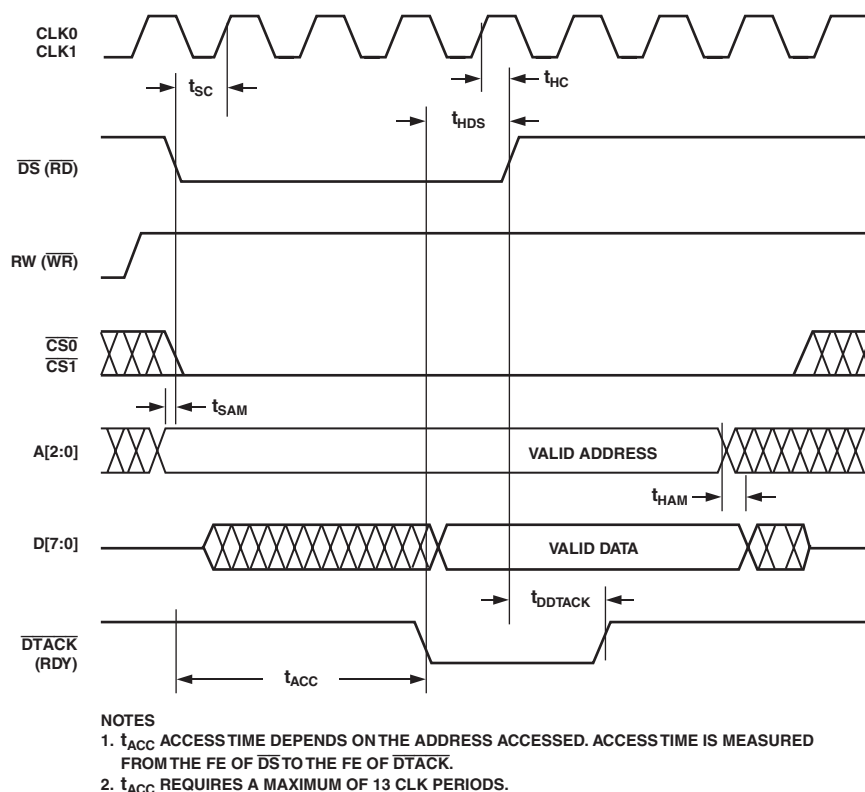 CLK0
CLK1
tSC
tHC
tHDS
DS (RD)
RW (WR)
CS0
CS1
tSAM
A[2:0]
VALID ADDRESS
tHAM
D[7:0]
VALID DATA
tDDTACK
DTACK
(RDY)
tACC
NOTES
1. tACC ACCESS TIME DEPENDS ON THE ADDRESS ACCESSED. ACCESS TIME IS MEASURED
FROM THE FE OF DS TO THE FE OF DTACK.
2. tACC REQUIRES A MAXIMUM OF 13 CLK PERIODS.